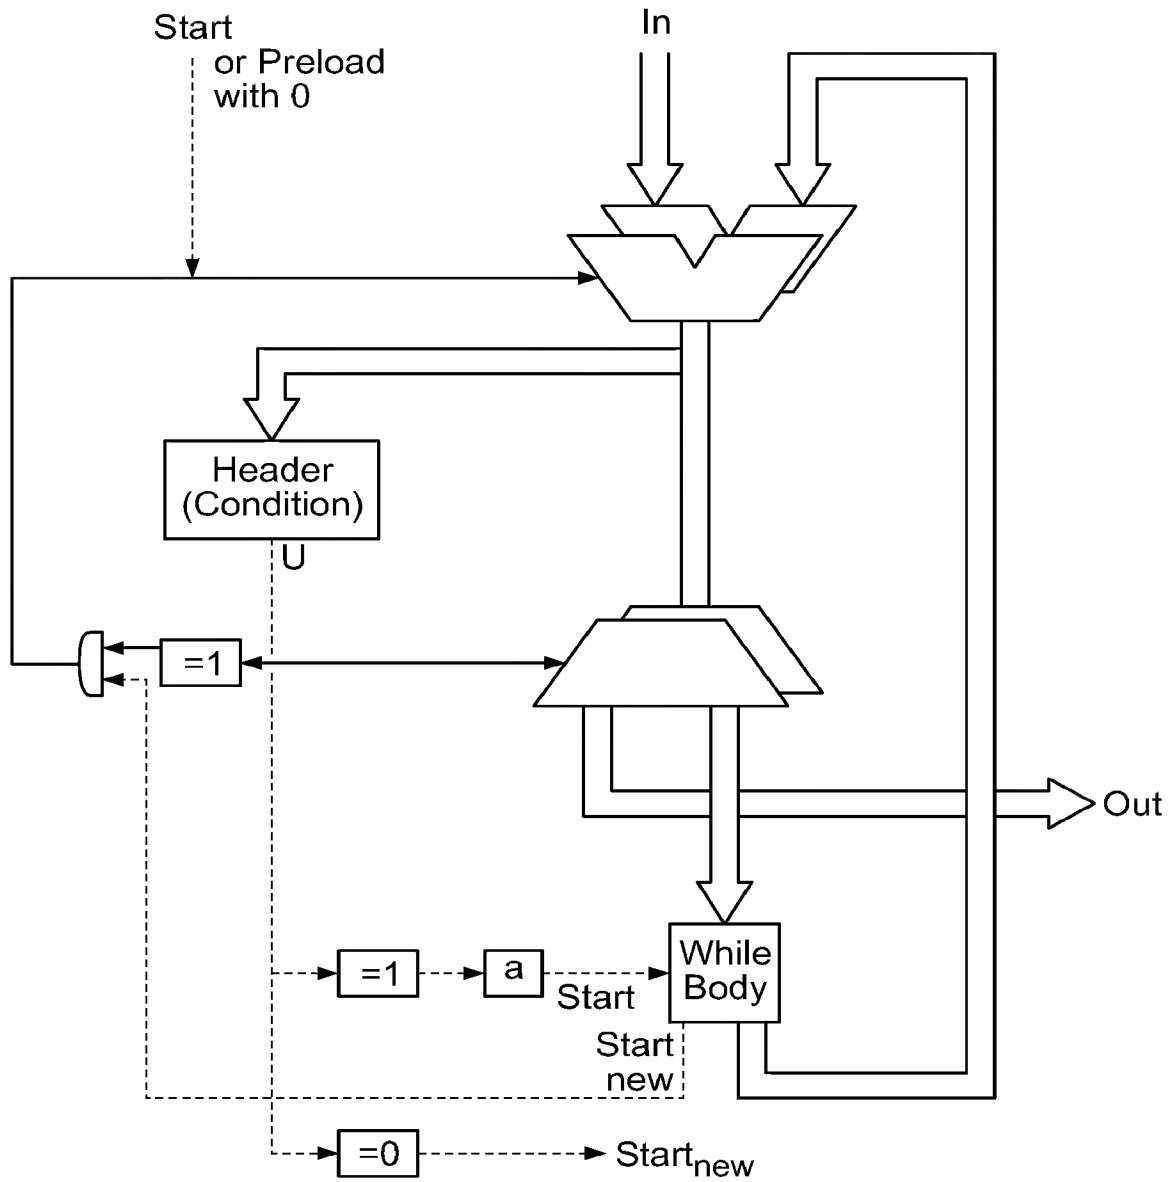 Start
or Preload
with 0
In
Header
(Condition)
U
=1
Out
While
Body
=1
a
Start
Start
new
=0
Startnew